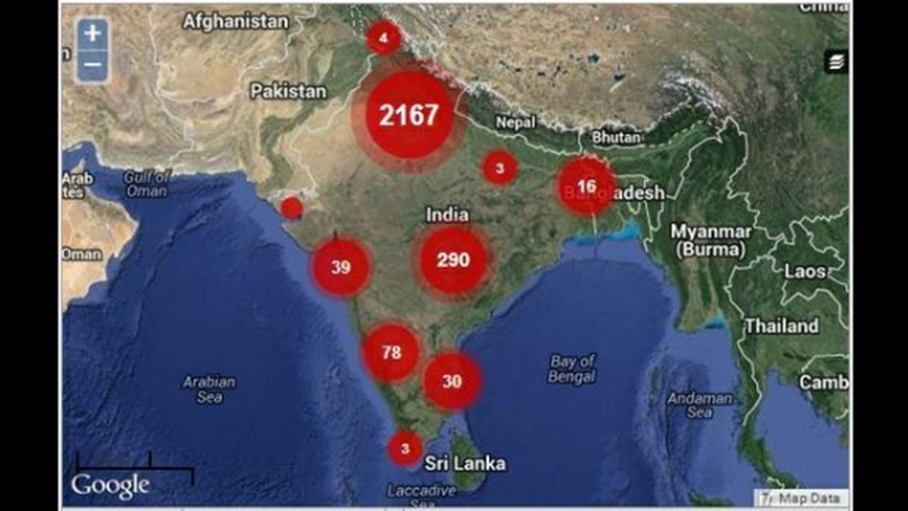 China
Afghanistan
+
4
−
Pakistan
2167
Nepal
Bhutan
Arab
tes
Gulf of
Oman
3
16
Bangladesh
India
Myanmar
(Burma)
Oman
39
290
Laos
Thailand
78
30
Bay of
Bengal
Arabian
Sea
Andaman
Sea
Camb
3
Sri Lanka
Google
Laccadive
Sea
Map Data